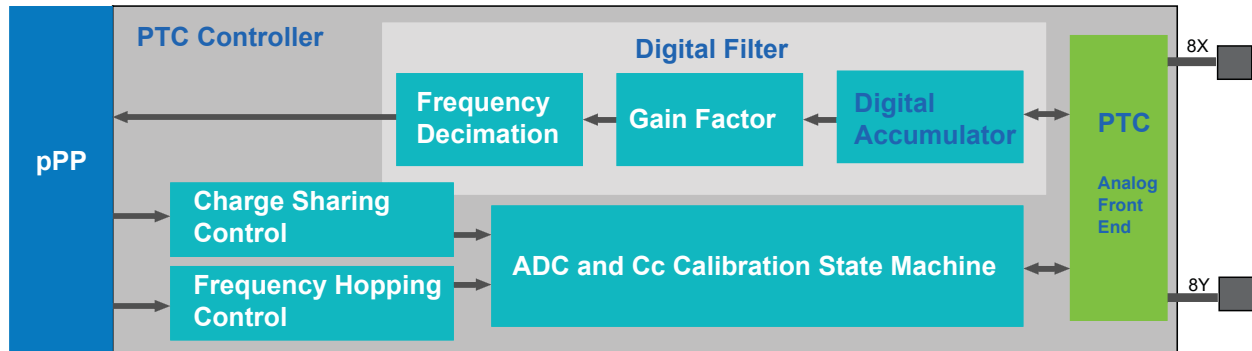 PTC Controller
Digital Filter
8X
Frequency
Decimation
Gain Factor
Digital
Accumulator
PTC
pPP
Analog
Front
End
Charge Sharing
Control
ADC and Cc Calibration State Machine
Frequency Hopping
Control
8Y